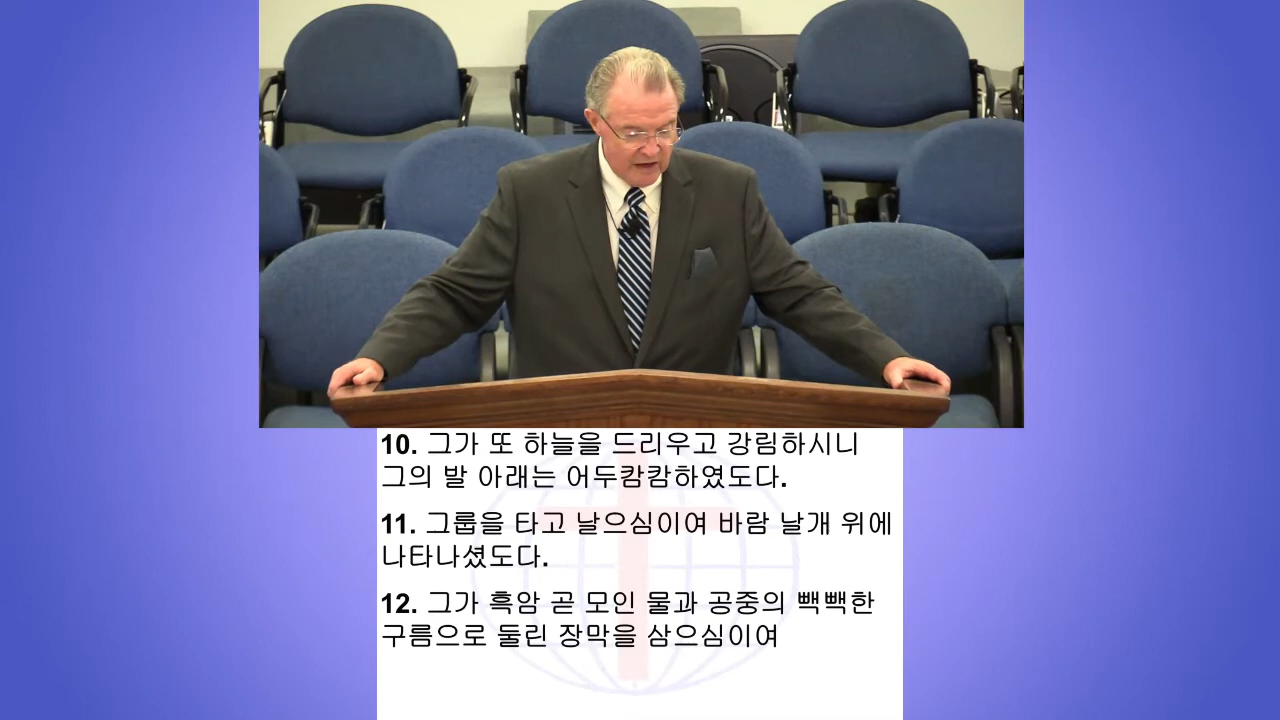 10. 그가 또 하늘을 드리우고 강림하시니
그의 발 아래는 어두캄캄하였도다.
11. 그룹을 타고 날으심이여 바람 날개 위에
나타나셨도다.
12. 그가 흑암 곧 모인 물과 공중의 빽빽한
구름으로 둘린 장막을 삼으심이여